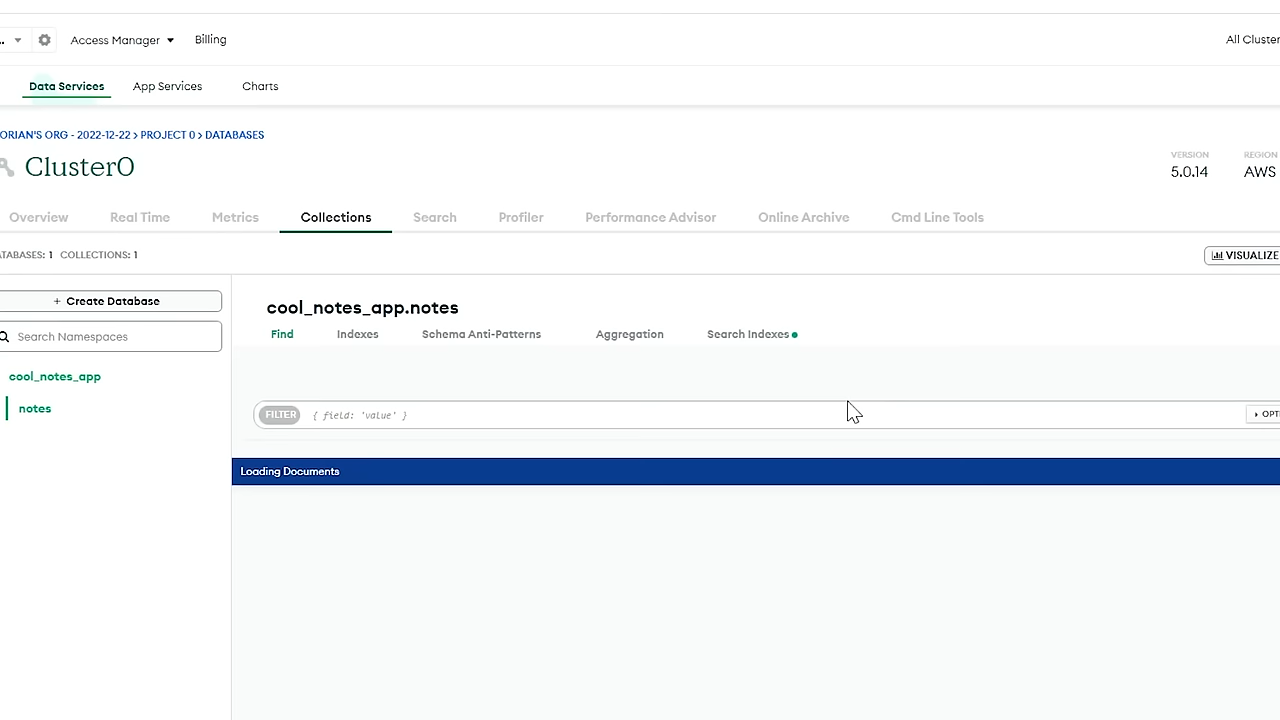 Access Manager Billing
All Cluster
Data Services App Services Charts
ORIAN'S ORG - 2022-12-22 > PROJECT 0 > DATABASES
Cluster0
VERSION REGION
5.0.14 AWS
Overview Real Time Metrics Collections Search Profiler Performance Advisor Online Archive Cmd Line Tools
TABASES: 1 COLLECTIONS: 1
VISUALIZE
+ Create Database
Search Namespaces
cool_notes_app
notes
cool_notes_app.notes
Find Indexes Schema Anti-Patterns Aggregation Search Indexes
FILTER { field: 'value' }
OPT
Loading Documents